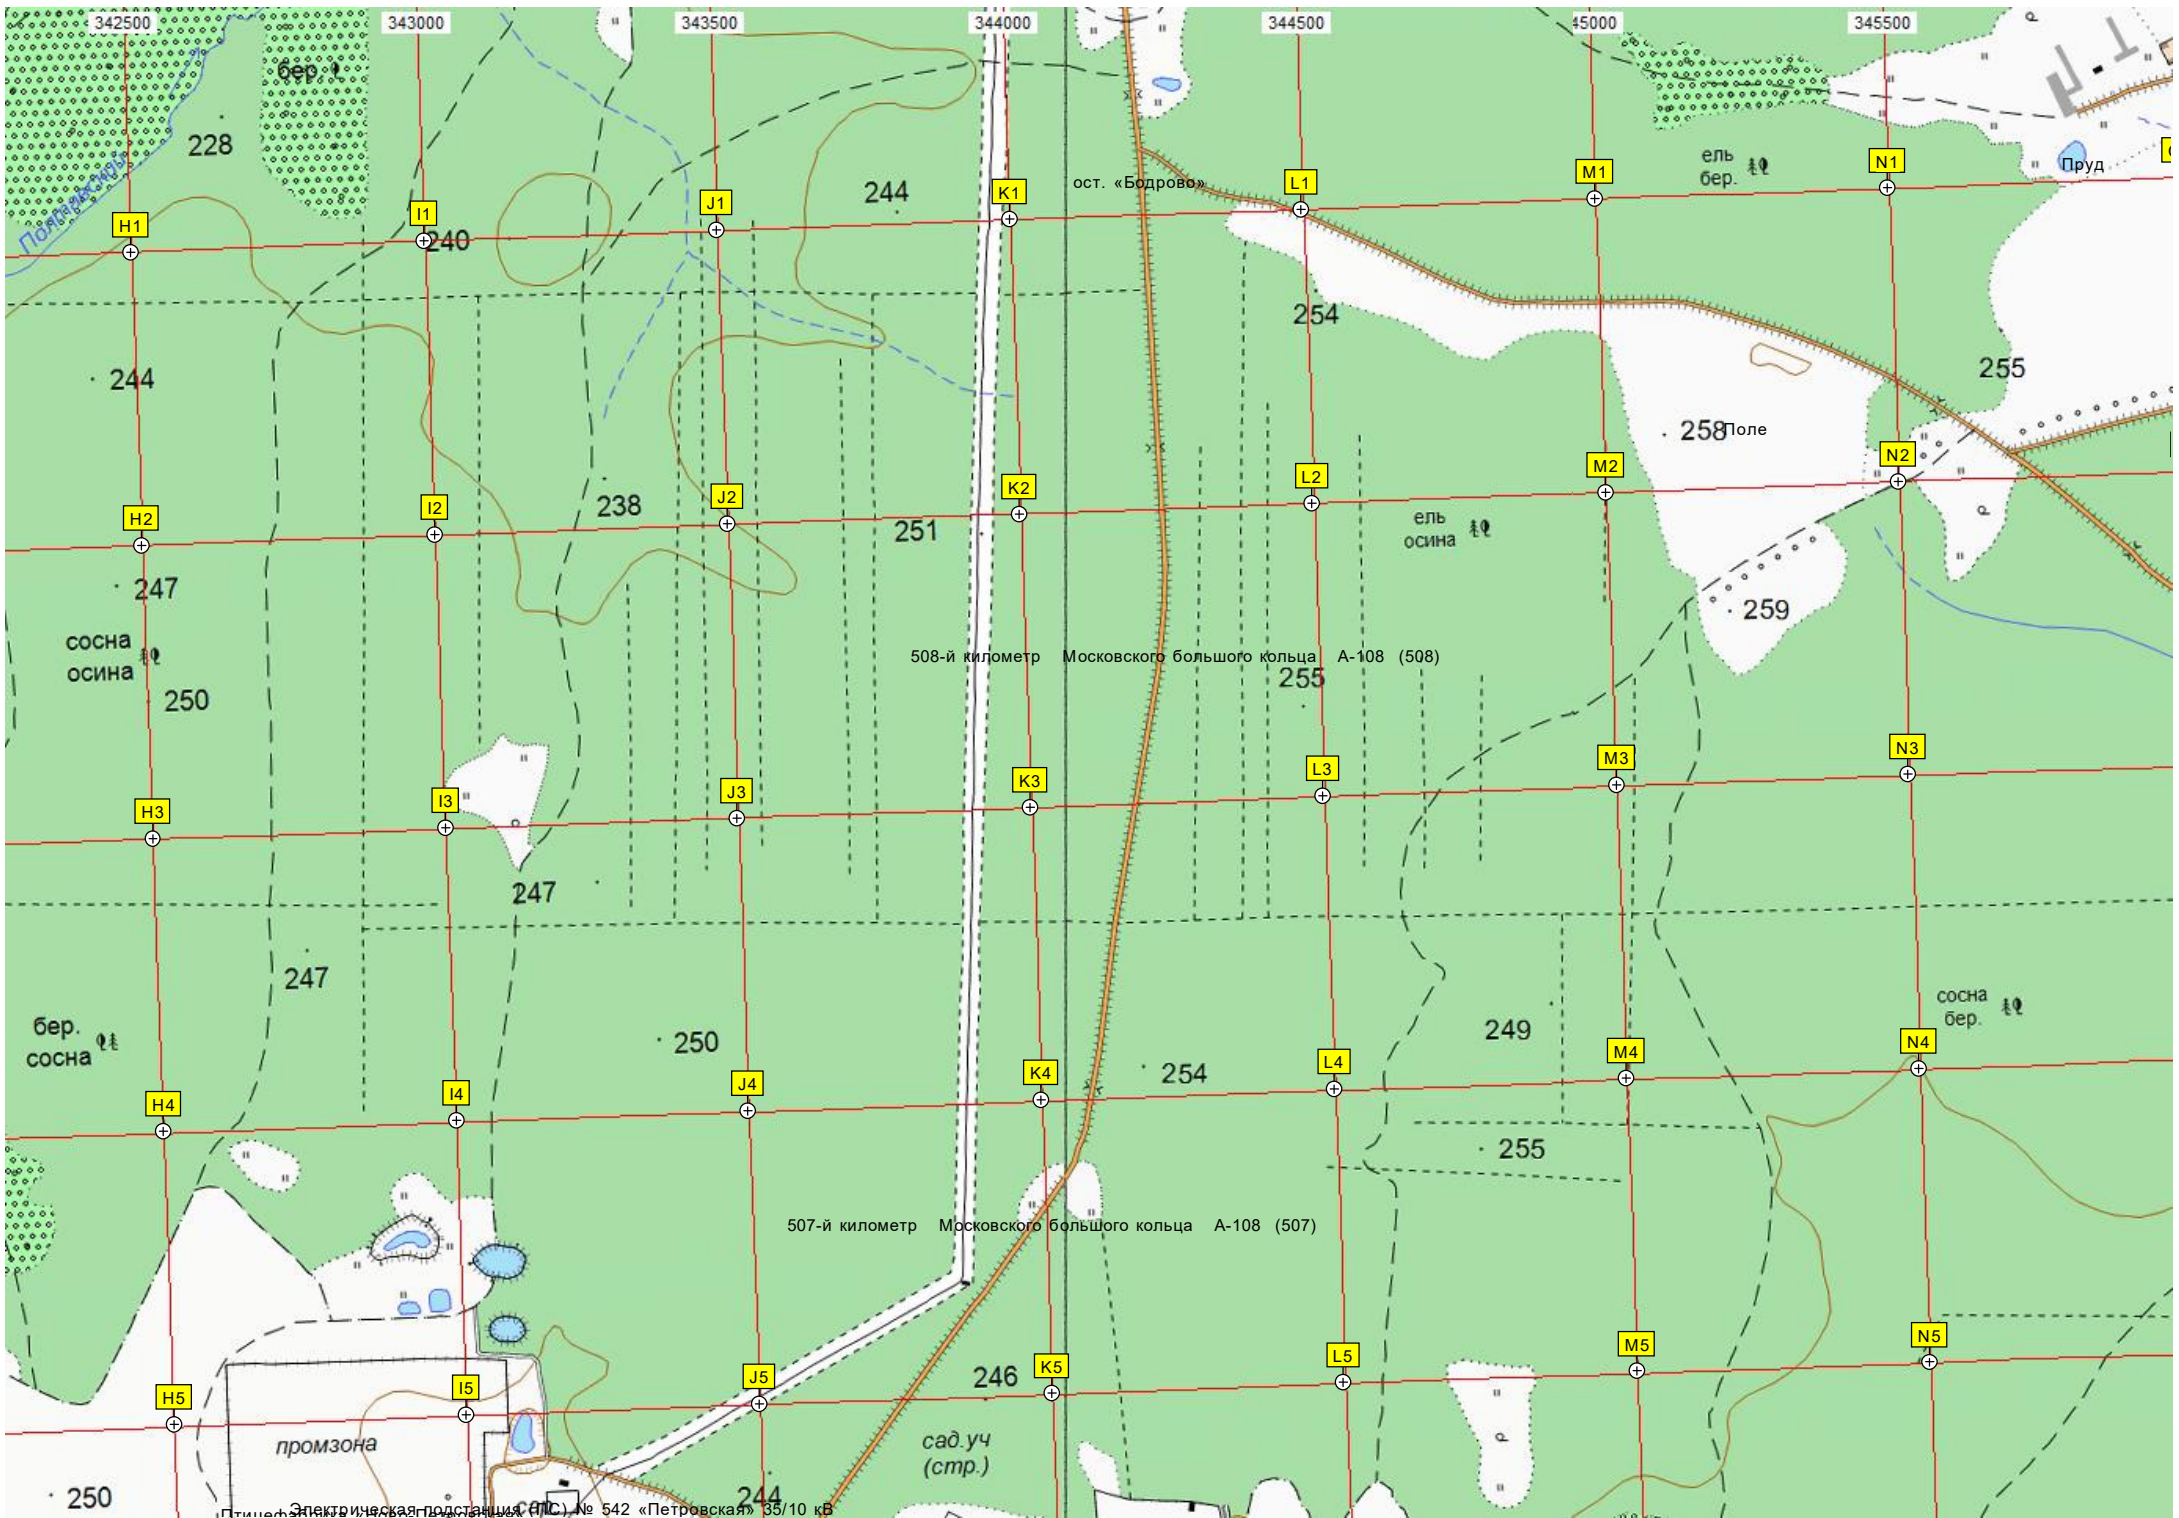 342500 343000 343500 344000 344500 45000 345500
бер.
228
Полтавский
244
ост. «Бодрово»
ель
бер.
Пруд
H1 I1 J1 K1 L1 M1 N1
240
254
244
255
258 Поле
H2 I2 J2 K2 L2 M2 N2
238
251
ель
осина
247
259
сосна
осина
250
508-й километр Московского большого кольца А-108 (508)
255
H3 I3 J3 K3 L3 M3 N3
247
247
бер.
сосна
250
254
249
сосна
бер.
H4 I4 J4 K4 L4 M4 N4
255
507-й километр Московского большого кольца А-108 (507)
H5 I5 J5 K5 L5 M5 N5
246
промзона
сад.уч
(стр.)
250
244
Электрическая подстанция (ПС) № 542 «Петровская» 35/10 кВ
Птицефабрика «Ново-Петровская»